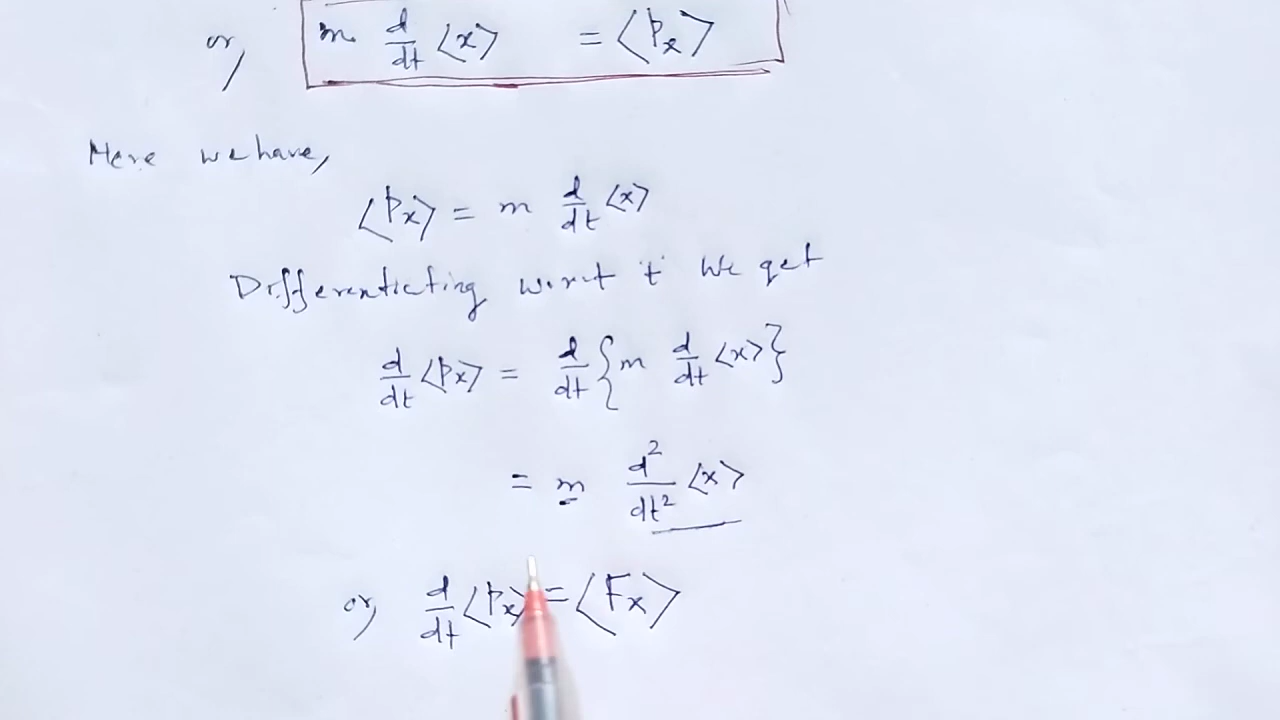 or, m d/dt ⟨x⟩ = ⟨Px⟩
Here we have,
⟨Px⟩ = m d/dt ⟨x⟩
Differenticting w.r.t 't' we get
d/dt ⟨Px⟩ = d/dt {m d/dt ⟨x⟩}
= m d²/dt² ⟨x⟩
or, d/dt ⟨Px⟩ = ⟨Fx⟩